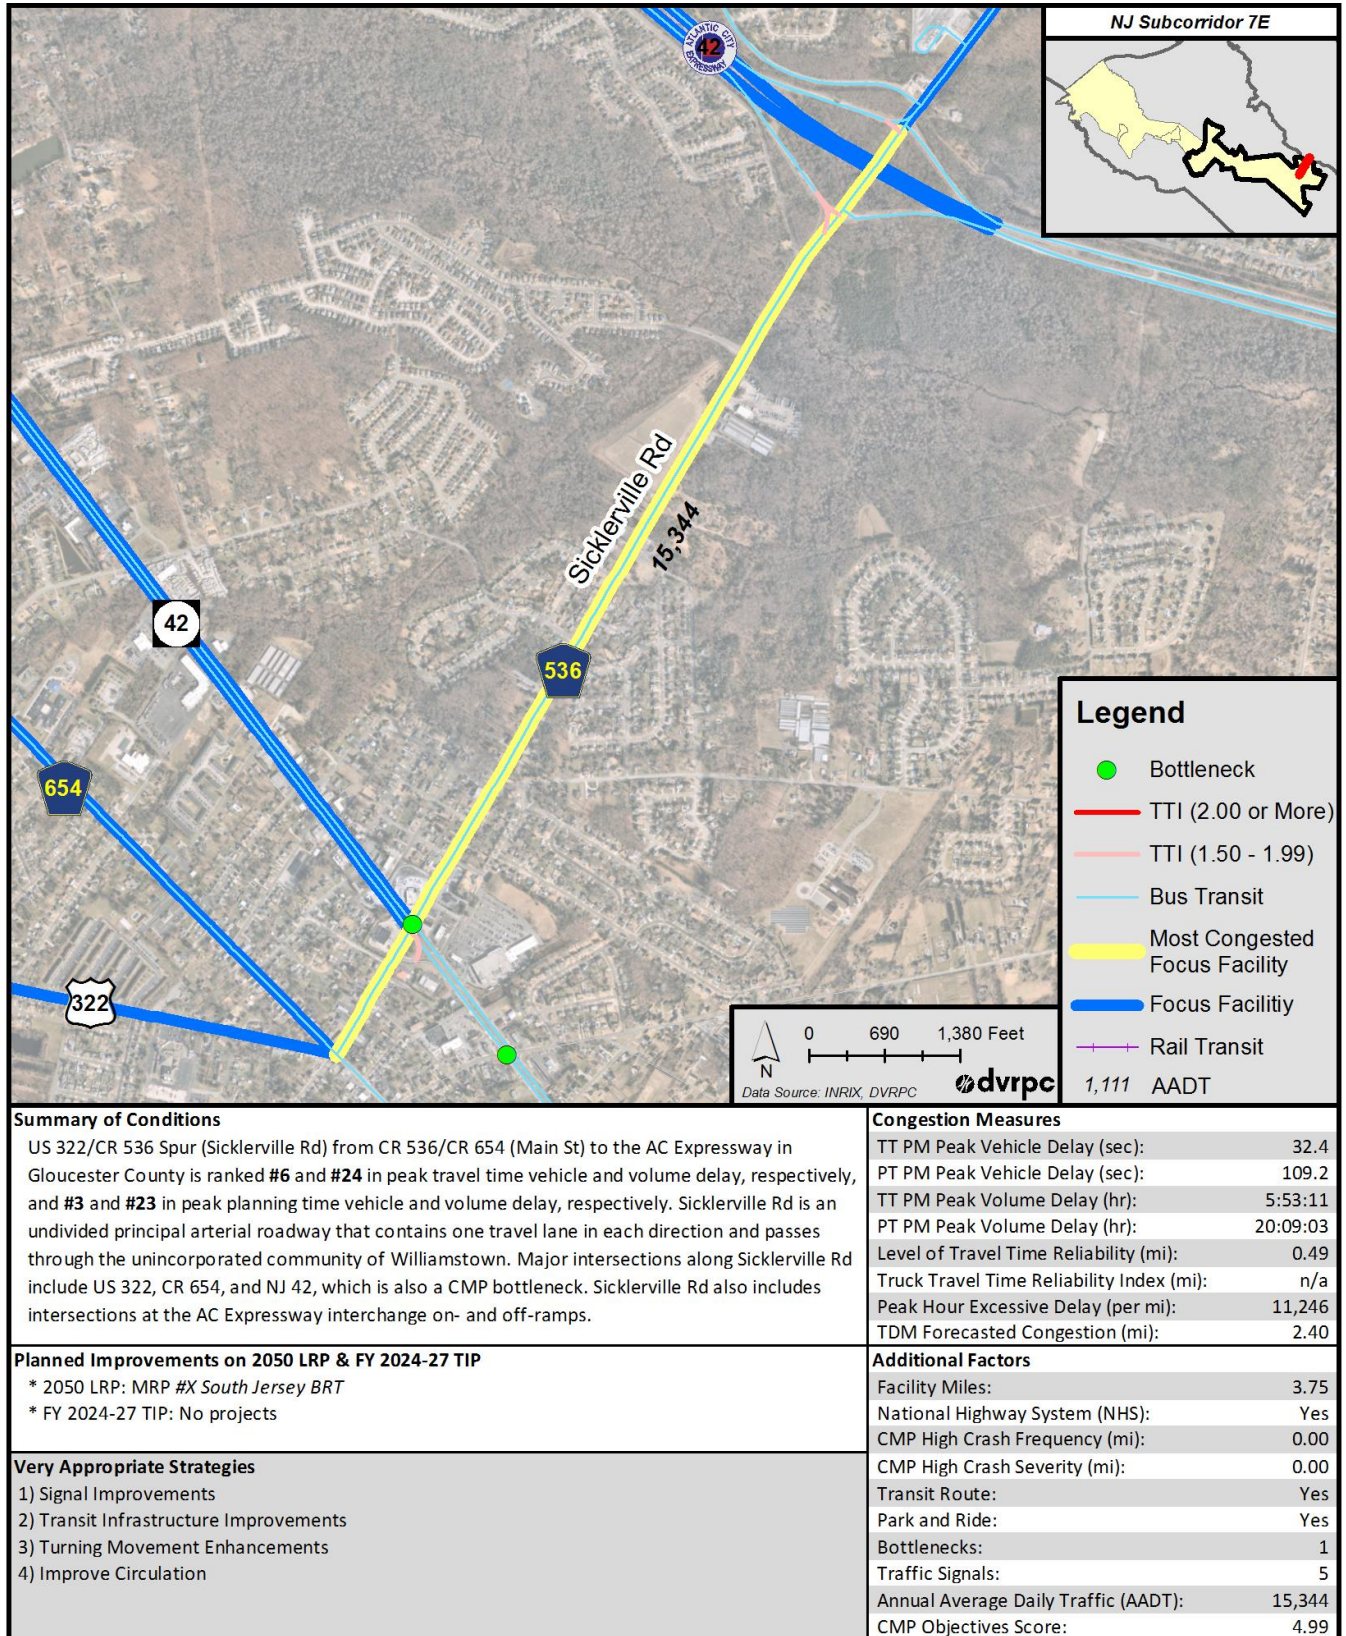 NJ Subcorridor 7E
ATLANTIC CITY
42
EXPRESSWAY
Sicklerville Rd
15,344
42
536
654
322
Legend
Bottleneck
TTI (2.00 or More)
TTI (1.50 - 1.99)
Bus Transit
Most Congested
Focus Facility
Focus Facilitiy
Rail Transit
1,111 AADT
0 690 1,380 Feet
N
Data Source: INRIX, DVRPC
dvrpc
Summary of Conditions
US 322/CR 536 Spur (Sicklerville Rd) from CR 536/CR 654 (Main St) to the AC Expressway in
Gloucester County is ranked #6 and #24 in peak travel time vehicle and volume delay, respectively,
and #3 and #23 in peak planning time vehicle and volume delay, respectively. Sicklerville Rd is an
undivided principal arterial roadway that contains one travel lane in each direction and passes
through the unincorporated community of Williamstown. Major intersections along Sicklerville Rd
include US 322, CR 654, and NJ 42, which is also a CMP bottleneck. Sicklerville Rd also includes
intersections at the AC Expressway interchange on- and off-ramps.
Planned Improvements on 2050 LRP & FY 2024-27 TIP
* 2050 LRP: MRP #X South Jersey BRT
* FY 2024-27 TIP: No projects
Very Appropriate Strategies
1) Signal Improvements
2) Transit Infrastructure Improvements
3) Turning Movement Enhancements
4) Improve Circulation
Congestion Measures
TT PM Peak Vehicle Delay (sec): 32.4
PT PM Peak Vehicle Delay (sec): 109.2
TT PM Peak Volume Delay (hr): 5:53:11
PT PM Peak Volume Delay (hr): 20:09:03
Level of Travel Time Reliability (mi): 0.49
Truck Travel Time Reliability Index (mi): n/a
Peak Hour Excessive Delay (per mi): 11,246
TDM Forecasted Congestion (mi): 2.40
Additional Factors
Facility Miles: 3.75
National Highway System (NHS): Yes
CMP High Crash Frequency (mi): 0.00
CMP High Crash Severity (mi): 0.00
Transit Route: Yes
Park and Ride: Yes
Bottlenecks: 1
Traffic Signals: 5
Annual Average Daily Traffic (AADT): 15,344
CMP Objectives Score: 4.99